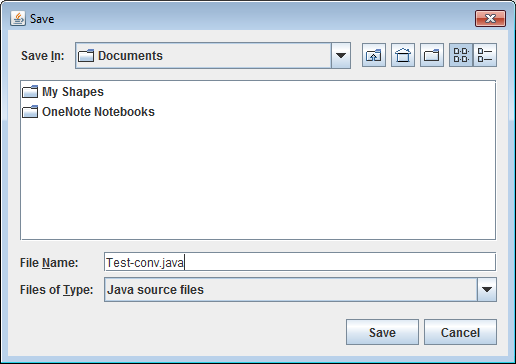 Save
Save In: Documents
My Shapes
OneNote Notebooks
File Name: Test-conv.java
Files of Type: Java source files
Save Cancel